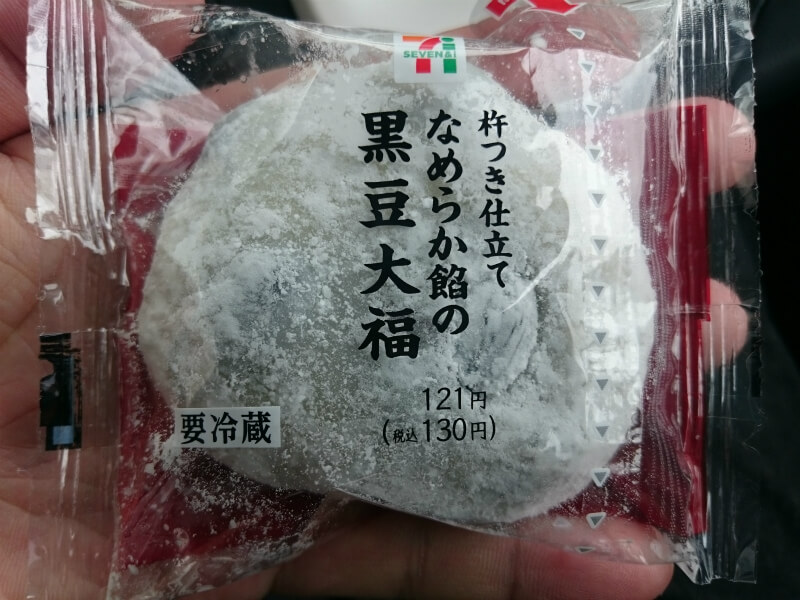 SEVEN&i
杵つき仕立て
なめらか餡の
黒豆大福
121円
(税込130円)
要冷蔵